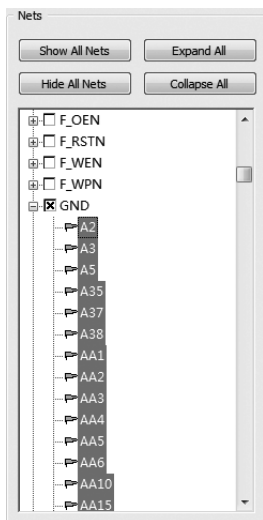 Nets
Show All Nets Expand All
Hide All Nets Collapse All
F_OEN
F_RSTN
F_WEN
F_WPN
GND
A2
A3
A5
A35
A37
A38
AA1
AA2
AA3
AA4
AA5
AA6
AA10
AA15